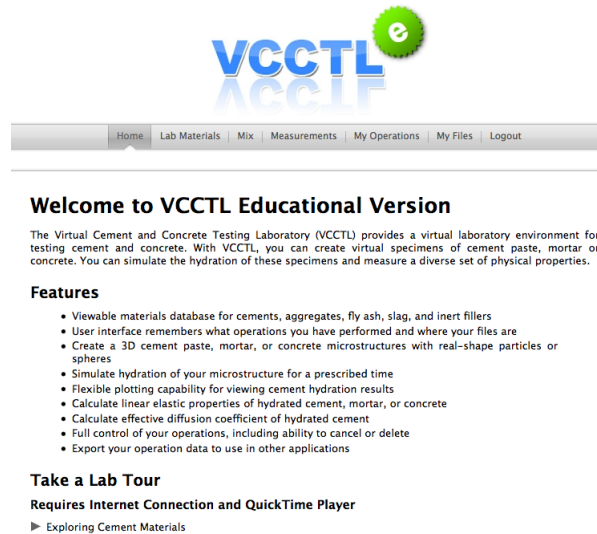 VCCTL e
Home Lab Materials Mix Measurements My Operations My Files Logout
Welcome to VCCTL Educational Version
The Virtual Cement and Concrete Testing Laboratory (VCCTL) provides a virtual laboratory environment for
testing cement and concrete. With VCCTL, you can create virtual specimens of cement paste, mortar or
concrete. You can simulate the hydration of these specimens and measure a diverse set of physical properties.
Features
• Viewable materials database for cements, aggregates, fly ash, slag, and inert fillers
• User interface remembers what operations you have performed and where your files are
• Create a 3D cement paste, mortar, or concrete microstructures with real-shape particles or
spheres
• Simulate hydration of your microstructure for a prescribed time
• Flexible plotting capability for viewing cement hydration results
• Calculate linear elastic properties of hydrated cement, mortar, or concrete
• Calculate effective diffusion coefficient of hydrated cement
• Full control of your operations, including ability to cancel or delete
• Export your operation data to use in other applications
Take a Lab Tour
Requires Internet Connection and QuickTime Player
Exploring Cement Materials